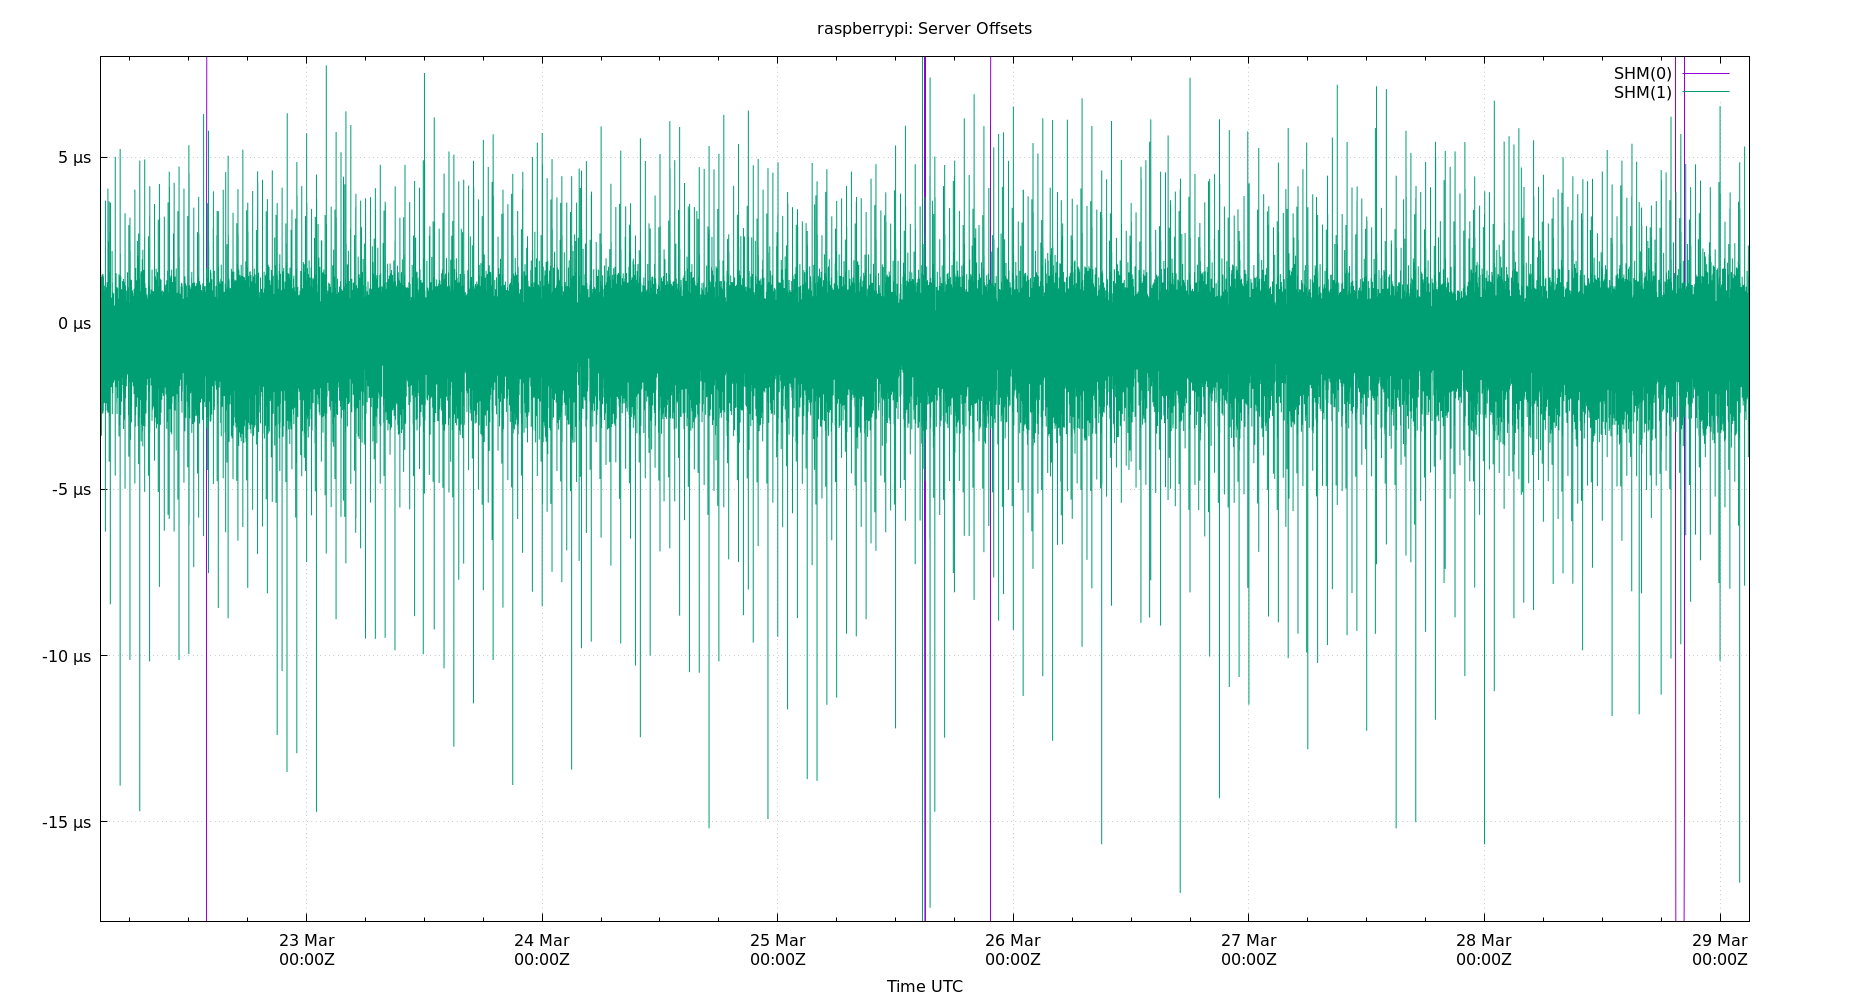 raspberrypi: Server Offsets
SHM(0)
SHM(1)
5 µs
0 µs
-5 µs
-10 µs
-15 µs
23 Mar 24 Mar 25 Mar 26 Mar 27 Mar 28 Mar 29 Mar
00:00Z 00:00Z 00:00Z 00:00Z 00:00Z 00:00Z 00:00Z
Time UTC